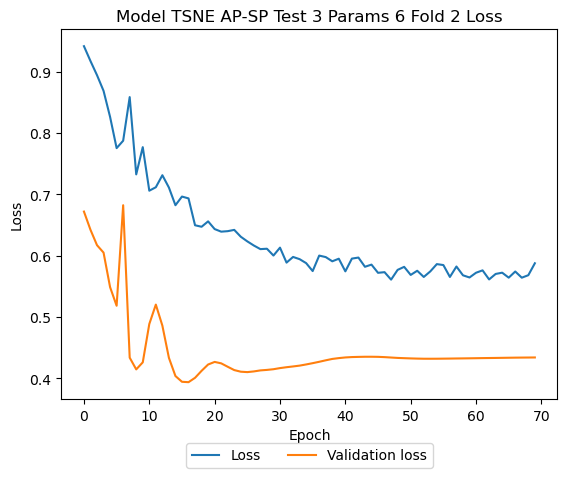 Model TSNE AP-SP Test 3 Params 6 Fold 2 Loss
0.9
0.8
0.7
0.6
0.5
0.4
Loss
0 10 20 30 40 50 60 70
Epoch
Loss Validation loss